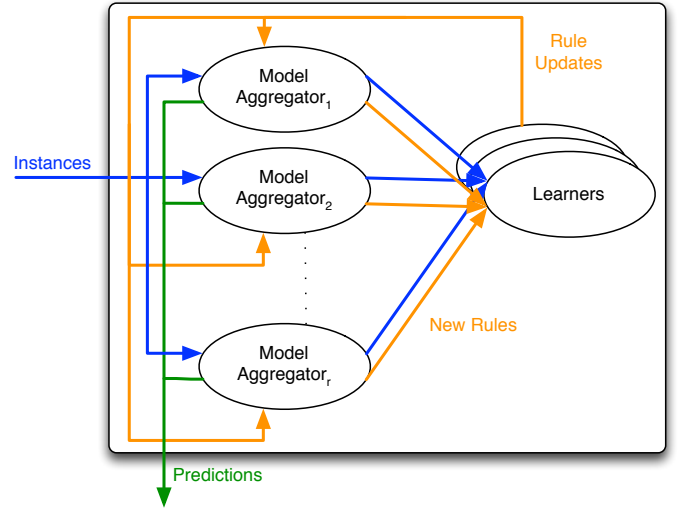 Rule
Updates
Model
Aggregator₁
Instances
Model
Aggregator₂
Learners
New Rules
Model
Aggregatorᵣ
Predictions